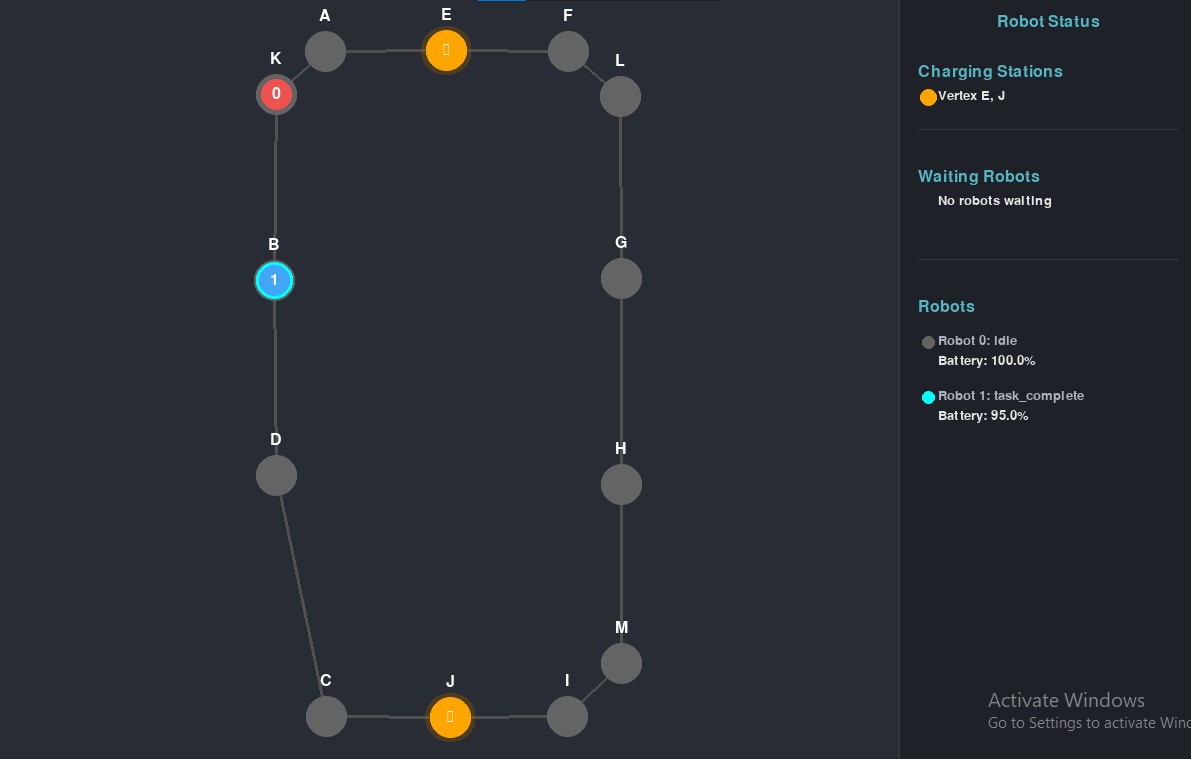 A
E
F
K
L
0
B
G
1
D
H
M
C
J
I
Robot Status
Charging Stations
Vertex E, J
Waiting Robots
No robots waiting
Robots
Robot 0: idle
Battery: 100.0%
Robot 1: task_complete
Battery: 95.0%
Activate Windows
Go to Settings to activate Wind